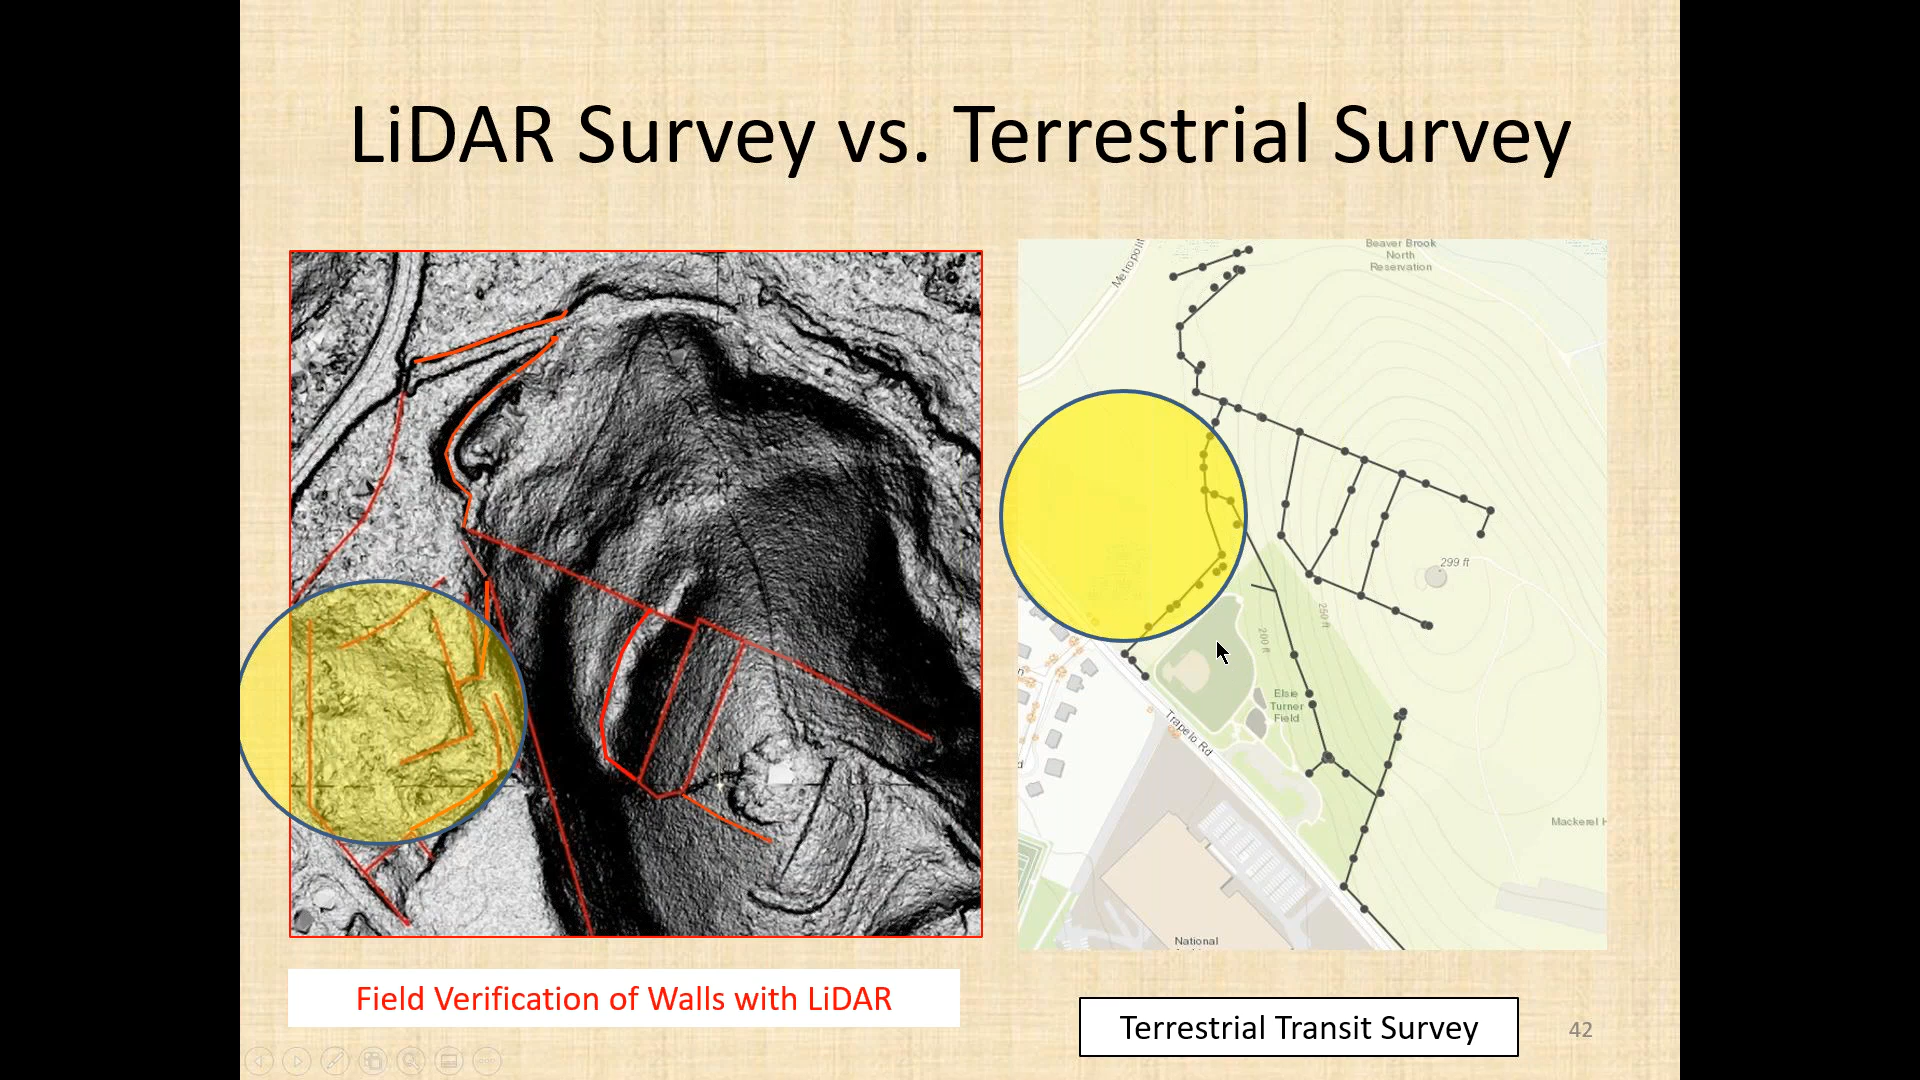 LiDAR Survey vs. Terrestrial Survey
Beaver Brook
North
Reservation
Metropolit
299 ft
250 ft
200 ft
Elsie
Turner
Field
Trapelo Rd
Mackerel H
National
Field Verification of Walls with LiDAR
Terrestrial Transit Survey
42